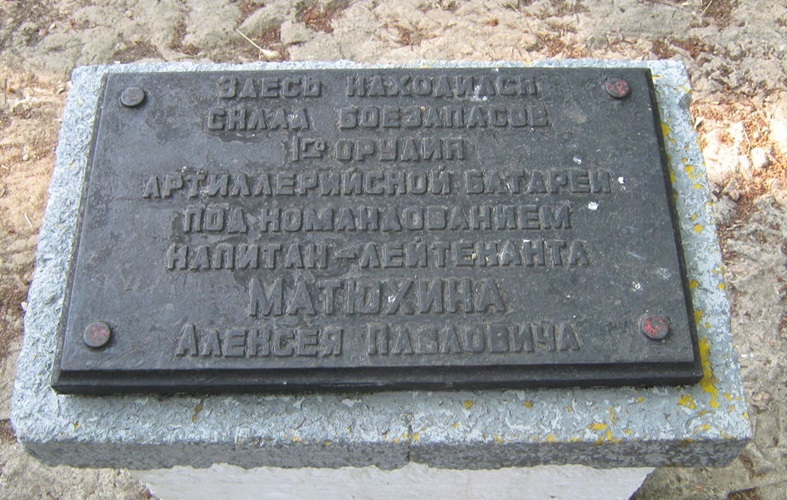 ЗДЕСЬ НАХОДИЛСЯ
СКЛАД БОЕЗАПАСОВ
1го ОРУДИЯ
АРТИЛЛЕРИЙСКОЙ БАТАРЕИ
ПОД КОМАНДОВАНИЕМ
КАПИТАН-ЛЕЙТЕНАНТА
МАТЮХИНА
АЛЕКСЕЯ ПАВЛОВИЧА